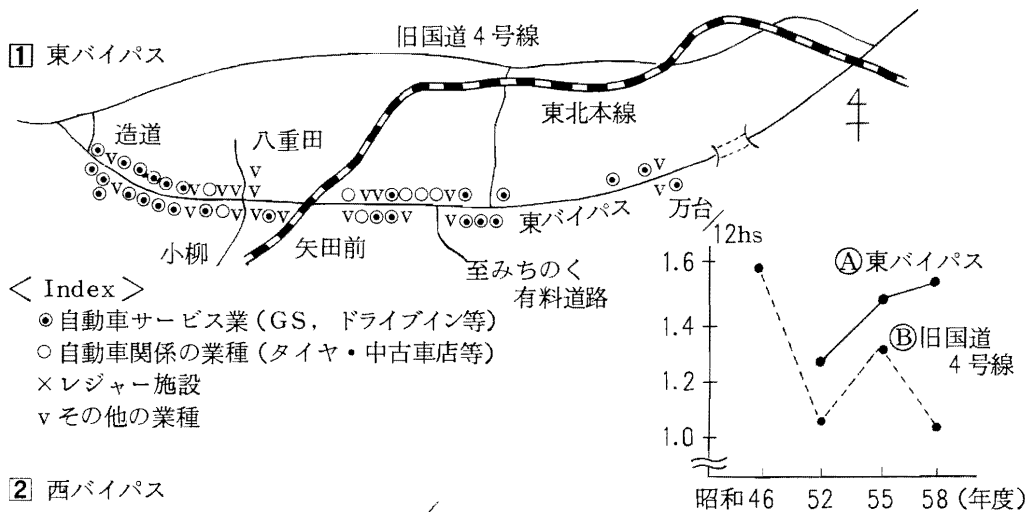 1 東バイパス
旧国道4号線
東北本線
造道
八重田
小柳
矢田前
東バイパス
万台
至みちのく
有料道路
< Index >
◉自動車サービス業(GS，ドライブイン等)
○自動車関係の業種(タイヤ・中古車店等)
×レジャー施設
vその他の業種
万台/12hs
1.6
1.4
1.2
1.0
Ⓐ東バイパス
Ⓑ旧国道
4号線
昭和46 52 55 58(年度)
2 西バイパス